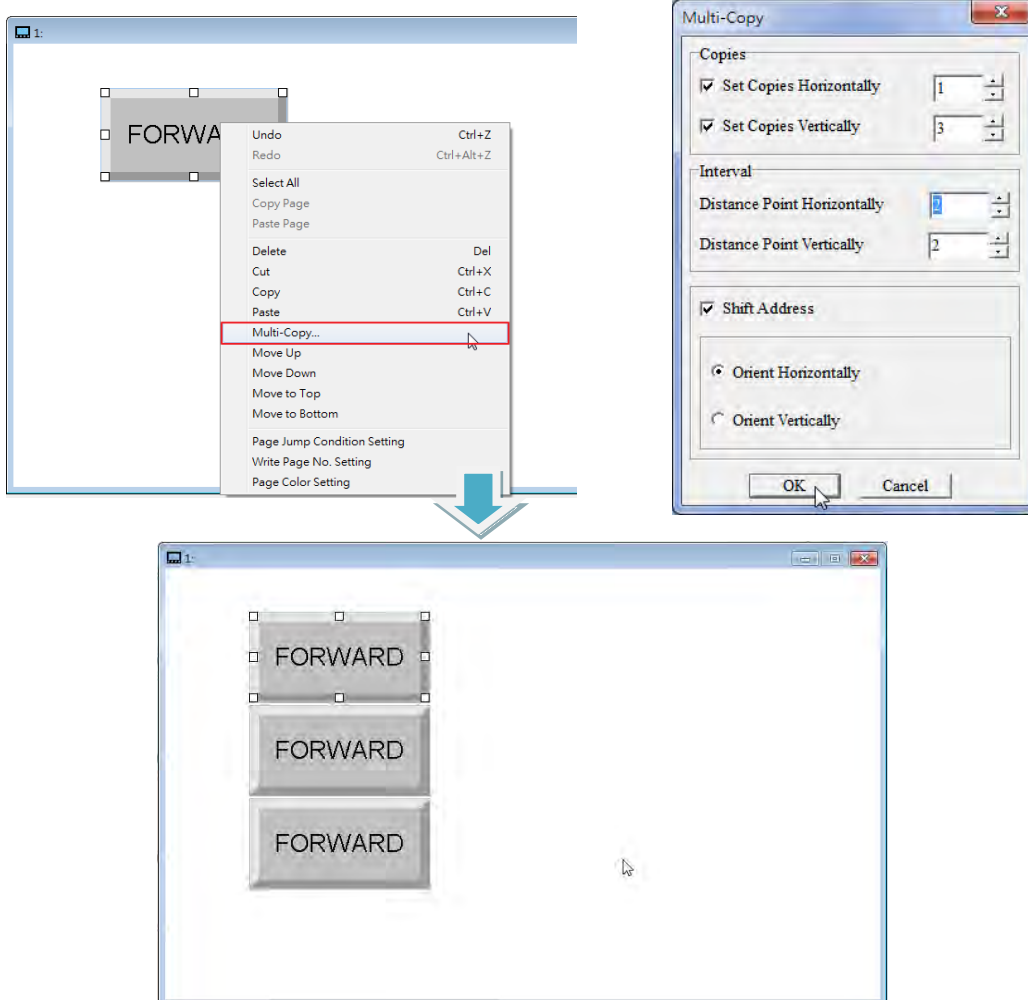 1:
FORWA
Undo Ctrl+Z
Redo Ctrl+Alt+Z
Select All
Copy Page
Paste Page
Delete Del
Cut Ctrl+X
Copy Ctrl+C
Paste Ctrl+V
Multi-Copy...
Move Up
Move Down
Move to Top
Move to Bottom
Page Jump Condition Setting
Write Page No. Setting
Page Color Setting
Multi-Copy
Copies
Set Copies Horizontally 1
Set Copies Vertically 3
Interval
Distance Point Horizontally 2
Distance Point Vertically 2
Shift Address
Orient Horizontally
Orient Vertically
OK Cancel
1:
FORWARD
FORWARD
FORWARD